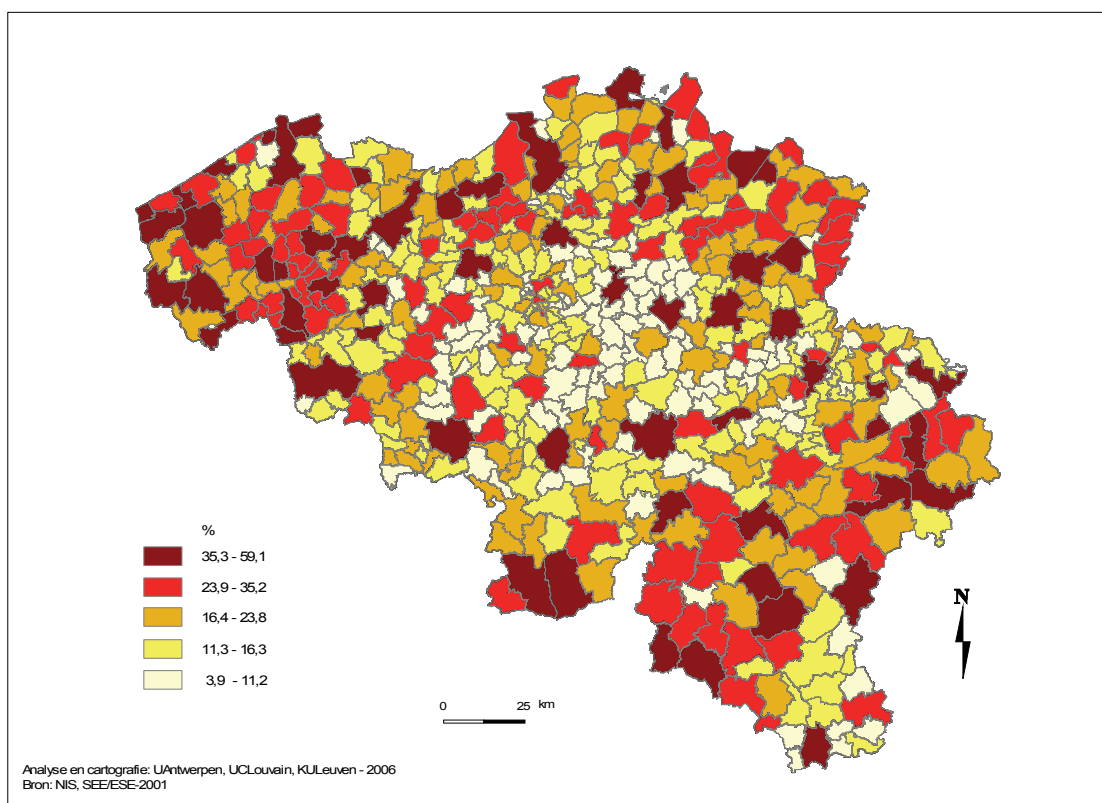 %
35,3 - 59,1
23,9 - 35,2
16,4 - 23,8
11,3 - 16,3
3,9 - 11,2
N
0 25 km
Analyse en cartografie: UAntwerpen, UCLouvain, KULeuven - 2006
Bron: NIS, SEE/ESE-2001